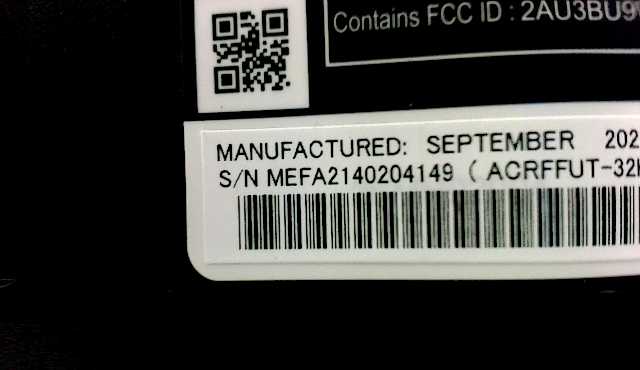 Contains FCC ID : 2AU3BU9
MANUFACTURED: SEPTEMBER 202
S/N MEFA2140204149 ( ACRFFUT-32